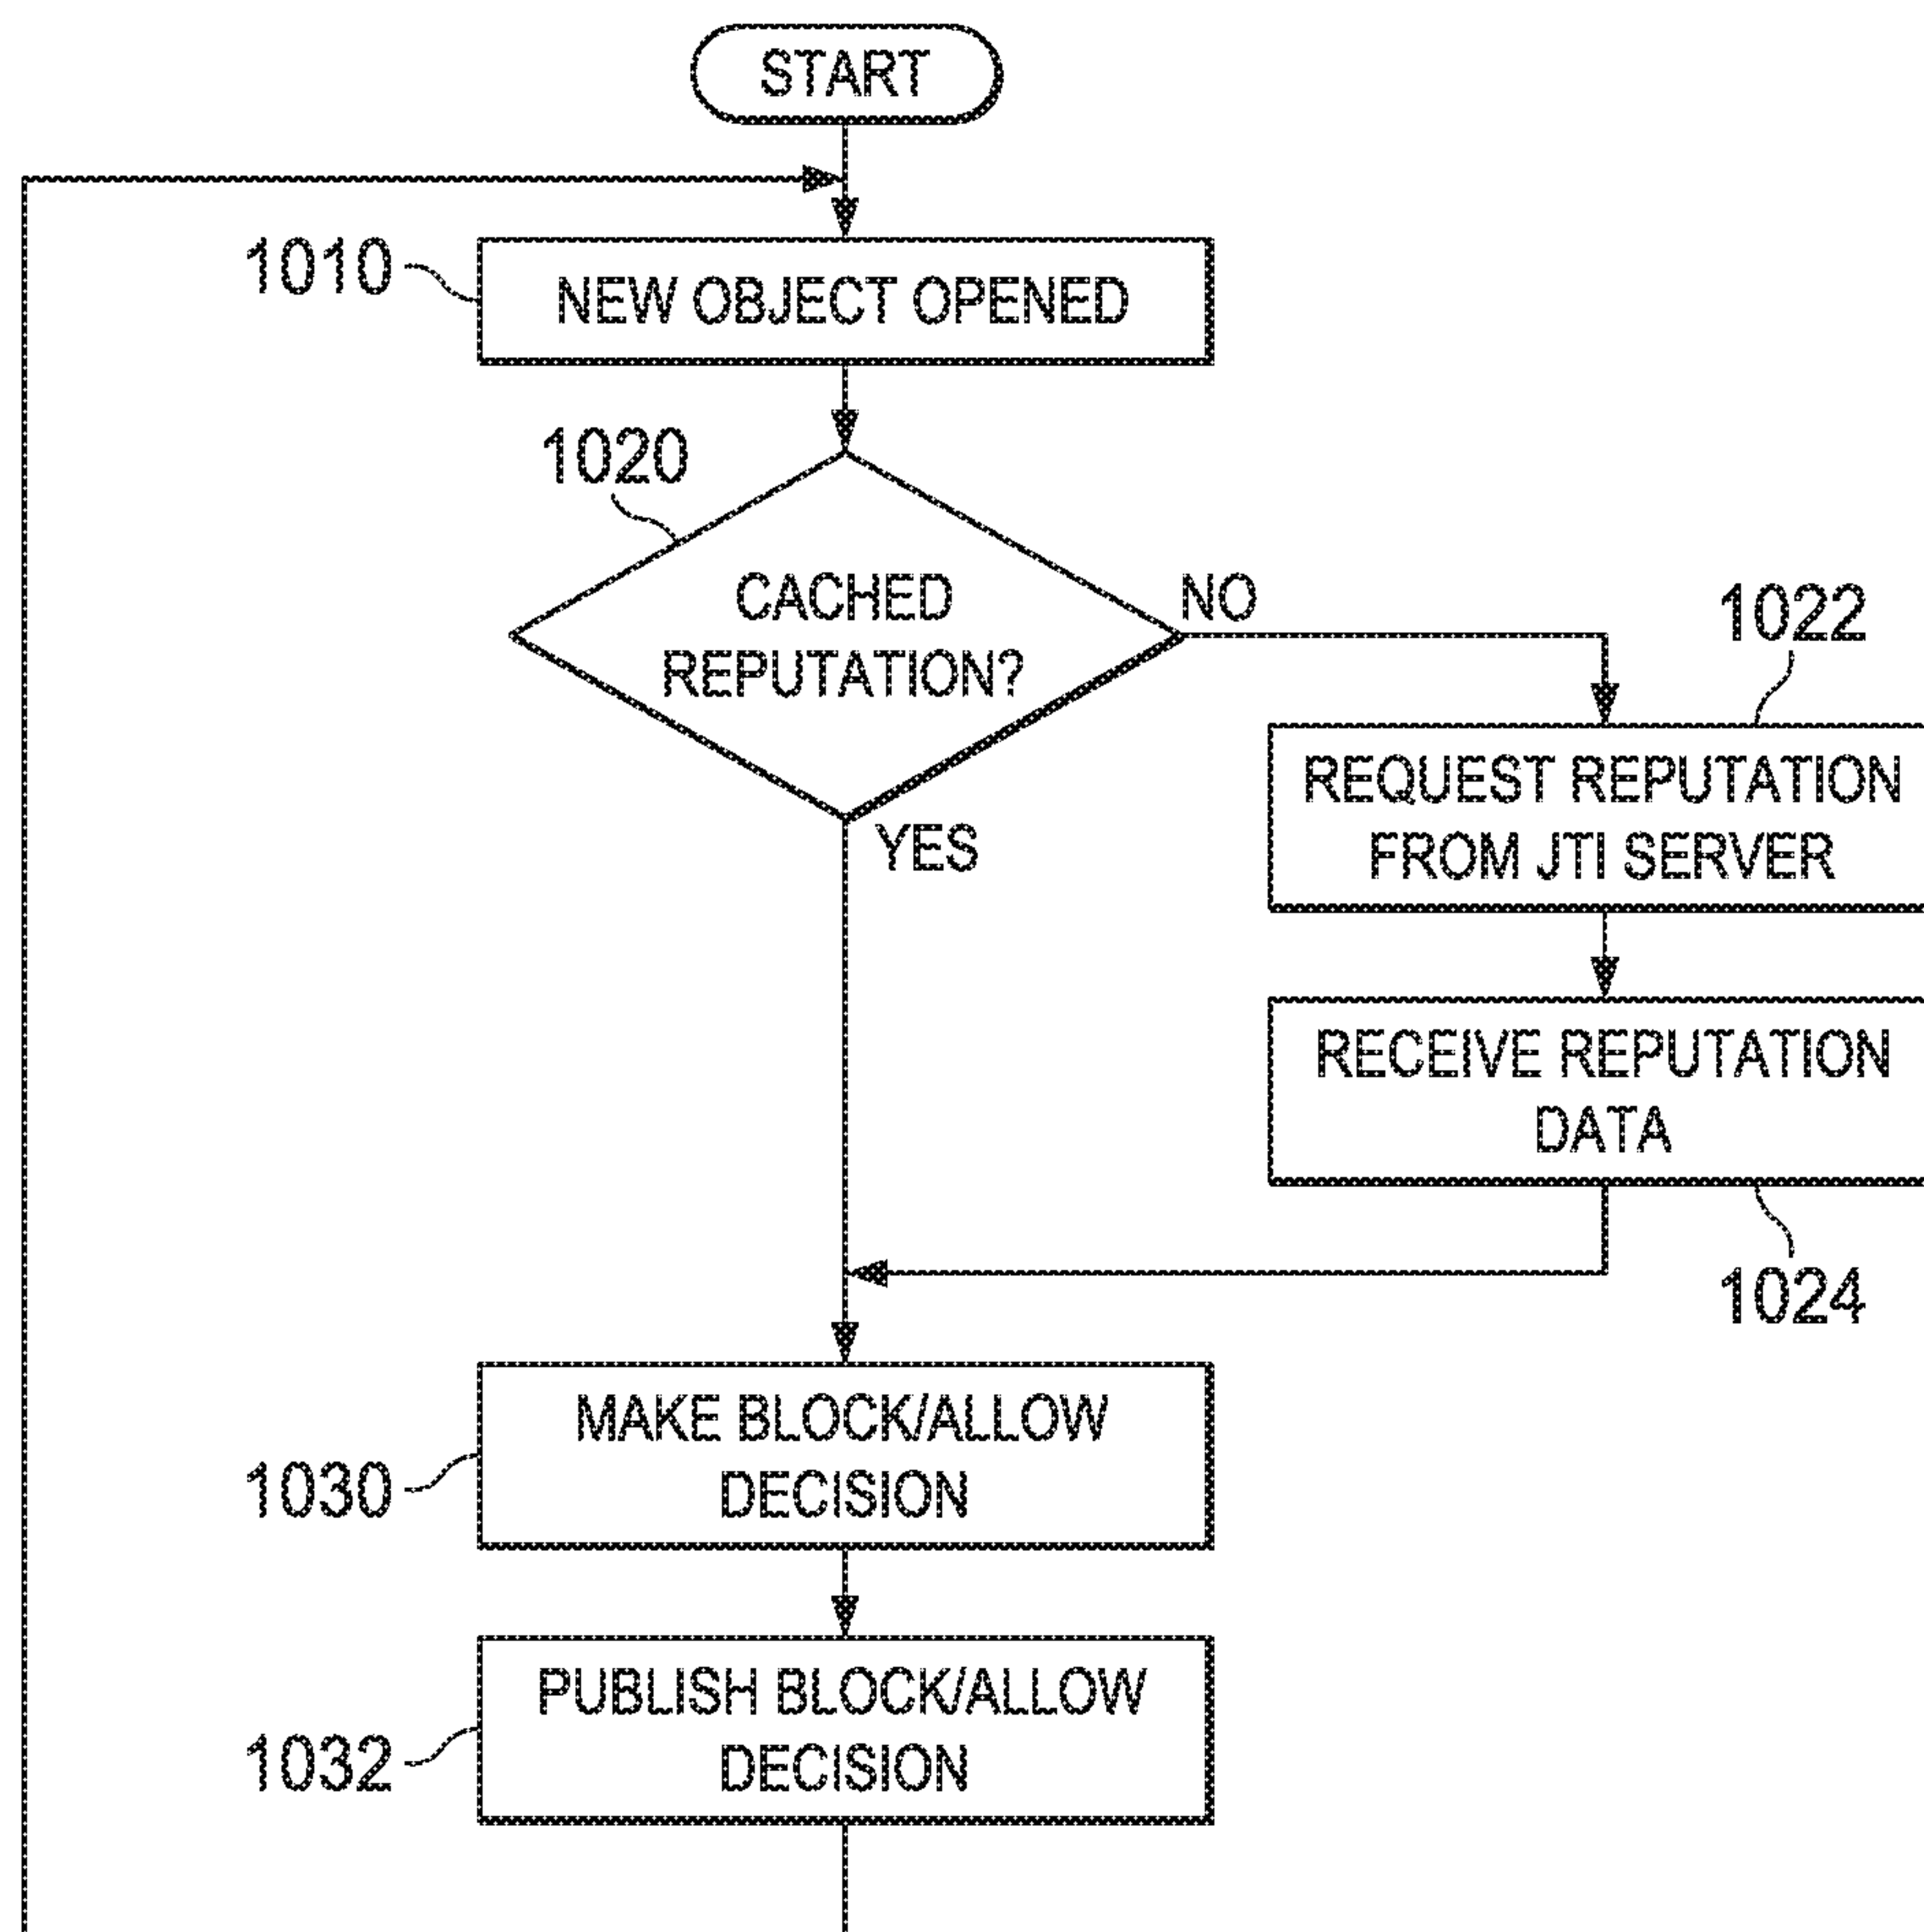 START
1010
NEW OBJECT OPENED
1020
CACHED
REPUTATION?
NO
YES
1022
REQUEST REPUTATION
FROM JTI SERVER
RECEIVE REPUTATION
DATA
1024
MAKE BLOCK/ALLOW
DECISION
1030
PUBLISH BLOCK/ALLOW
DECISION
1032